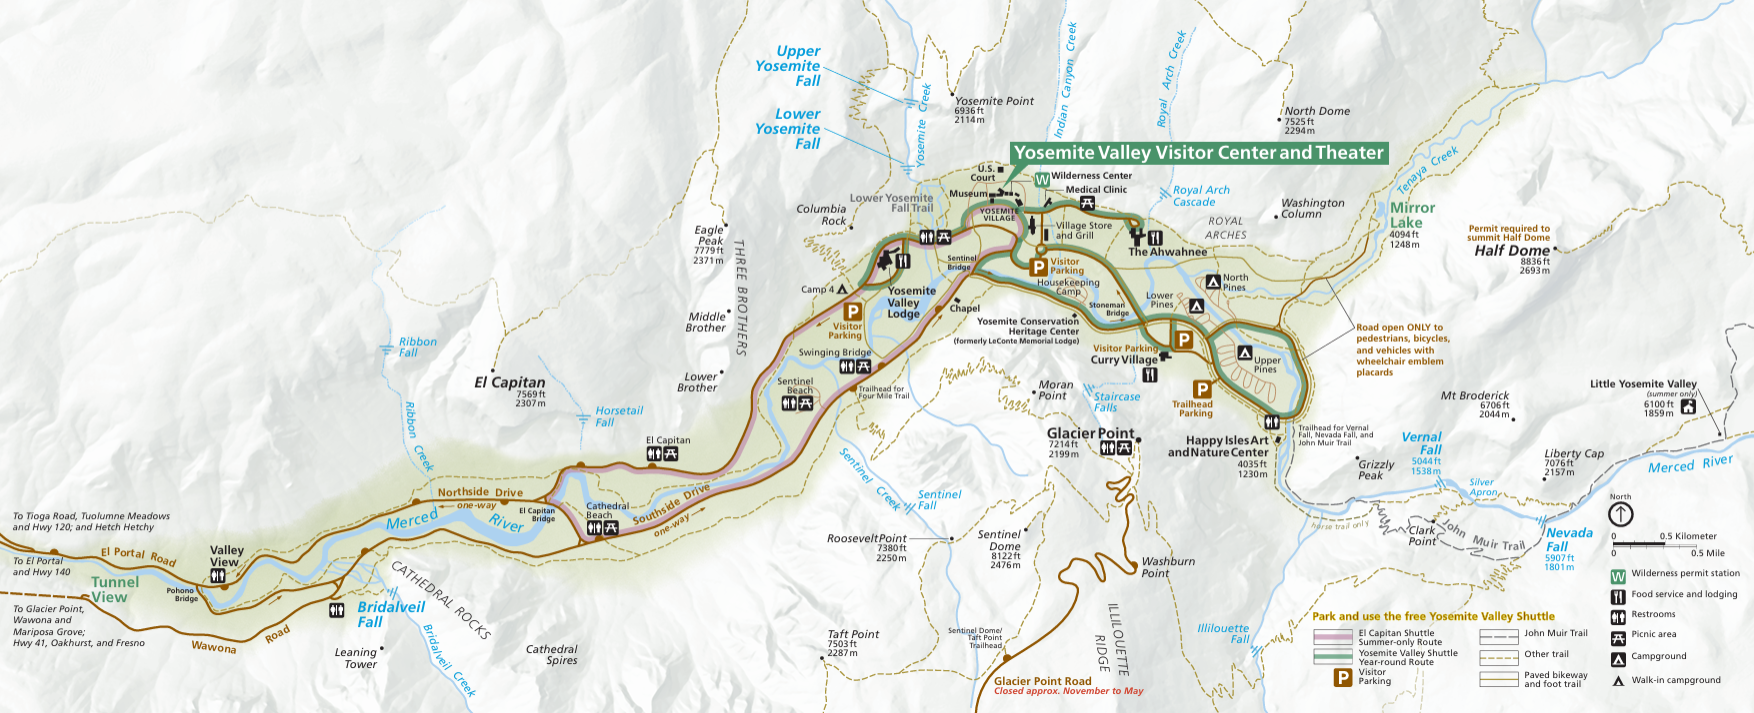 Upper
Yosemite
Fall
Lower
Yosemite
Fall
Yosemite Creek
Indian Canyon Creek
Royal Arch Creek
Yosemite Point
6936 ft
2114 m
North Dome
7525 ft
2294 m
Yosemite Valley Visitor Center and Theater
U.S.
Court
W
Wilderness Center
Museum
Medical Clinic
YOSEMITE
VILLAGE
Lower Yosemite
Fall Trail
Columbia
Rock
Royal Arch
Cascade
ROYAL
ARCHES
Washington
Column
Tenaya Creek
Mirror
Lake
4094 ft
1248 m
Permit required to
summit Half Dome
Half Dome
8836 ft
2693 m
Eagle
Peak
7779 ft
2371 m
THREE BROTHERS
Middle
Brother
Lower
Brother
Village Store
and Grill
The Ahwahnee
Sentinel
Bridge
P
Visitor
Parking
Housekeeping
Camp
North
Pines
Lower
Pines
Stoneman
Bridge
Camp 4
Yosemite
Valley
Lodge
Chapel
P
Visitor
Parking
Yosemite Conservation
Heritage Center
(formerly LeConte Memorial Lodge)
Visitor Parking
P
Curry Village
Upper
Pines
Road open ONLY to
pedestrians, bicycles,
and vehicles with
wheelchair emblem
placards
Swinging Bridge
Sentinel
Beach
Trailhead for
Four Mile Trail
Moran
Point
Staircase
Falls
P
Trailhead
Parking
Ribbon
Fall
El Capitan
7569 ft
2307 m
Ribbon Creek
Horsetail
Fall
El Capitan
Glacier Point
7214 ft
2199 m
Happy Isles Art
and Nature Center
4035 ft
1230 m
Trailhead for Vernal
Fall, Nevada Fall, and
John Muir Trail
Mt Broderick
6706 ft
2044 m
Little Yosemite Valley
(summer only)
6100 ft
1859 m
Vernal
Fall
5044 ft
1538 m
Grizzly
Peak
Liberty Cap
7076 ft
2157 m
Merced River
Silver
Apron
Northside Drive
one-way
El Capitan
Bridge
Cathedral
Beach
Southside Drive
one-way
Merced
River
Sentinel Creek
Sentinel
Fall
Roosevelt Point
7380 ft
2250 m
Sentinel
Dome
8122 ft
2476 m
Washburn
Point
horse trail only
Clark
Point
John Muir Trail
Nevada
Fall
5907 ft
1801 m
To Tioga Road, Tuolumne Meadows
and Hwy 120; and Hetch Hetchy
El Portal Road
To El Portal
and Hwy 140
Valley
View
Tunnel
View
Pohono
Bridge
To Glacier Point,
Wawona and
Mariposa Grove;
Hwy 41, Oakhurst, and Fresno
Wawona
Road
Bridalveil
Fall
Bridalveil Creek
CATHEDRAL ROCKS
Leaning
Tower
Cathedral
Spires
Taft Point
7503 ft
2287 m
Sentinel Dome/
Taft Point
Trailhead
ILLILOUETTE
RIDGE
Illilouette
Fall
Glacier Point Road
Closed approx. November to May
Park and use the free Yosemite Valley Shuttle
El Capitan Shuttle
Summer-only Route
Yosemite Valley Shuttle
Year-round Route
P
Visitor
Parking
John Muir Trail
Other trail
Paved bikeway
and foot trail
North
0 0.5 Kilometer
0 0.5 Mile
W
Wilderness permit station
Food service and lodging
Restrooms
Picnic area
Campground
Walk-in campground